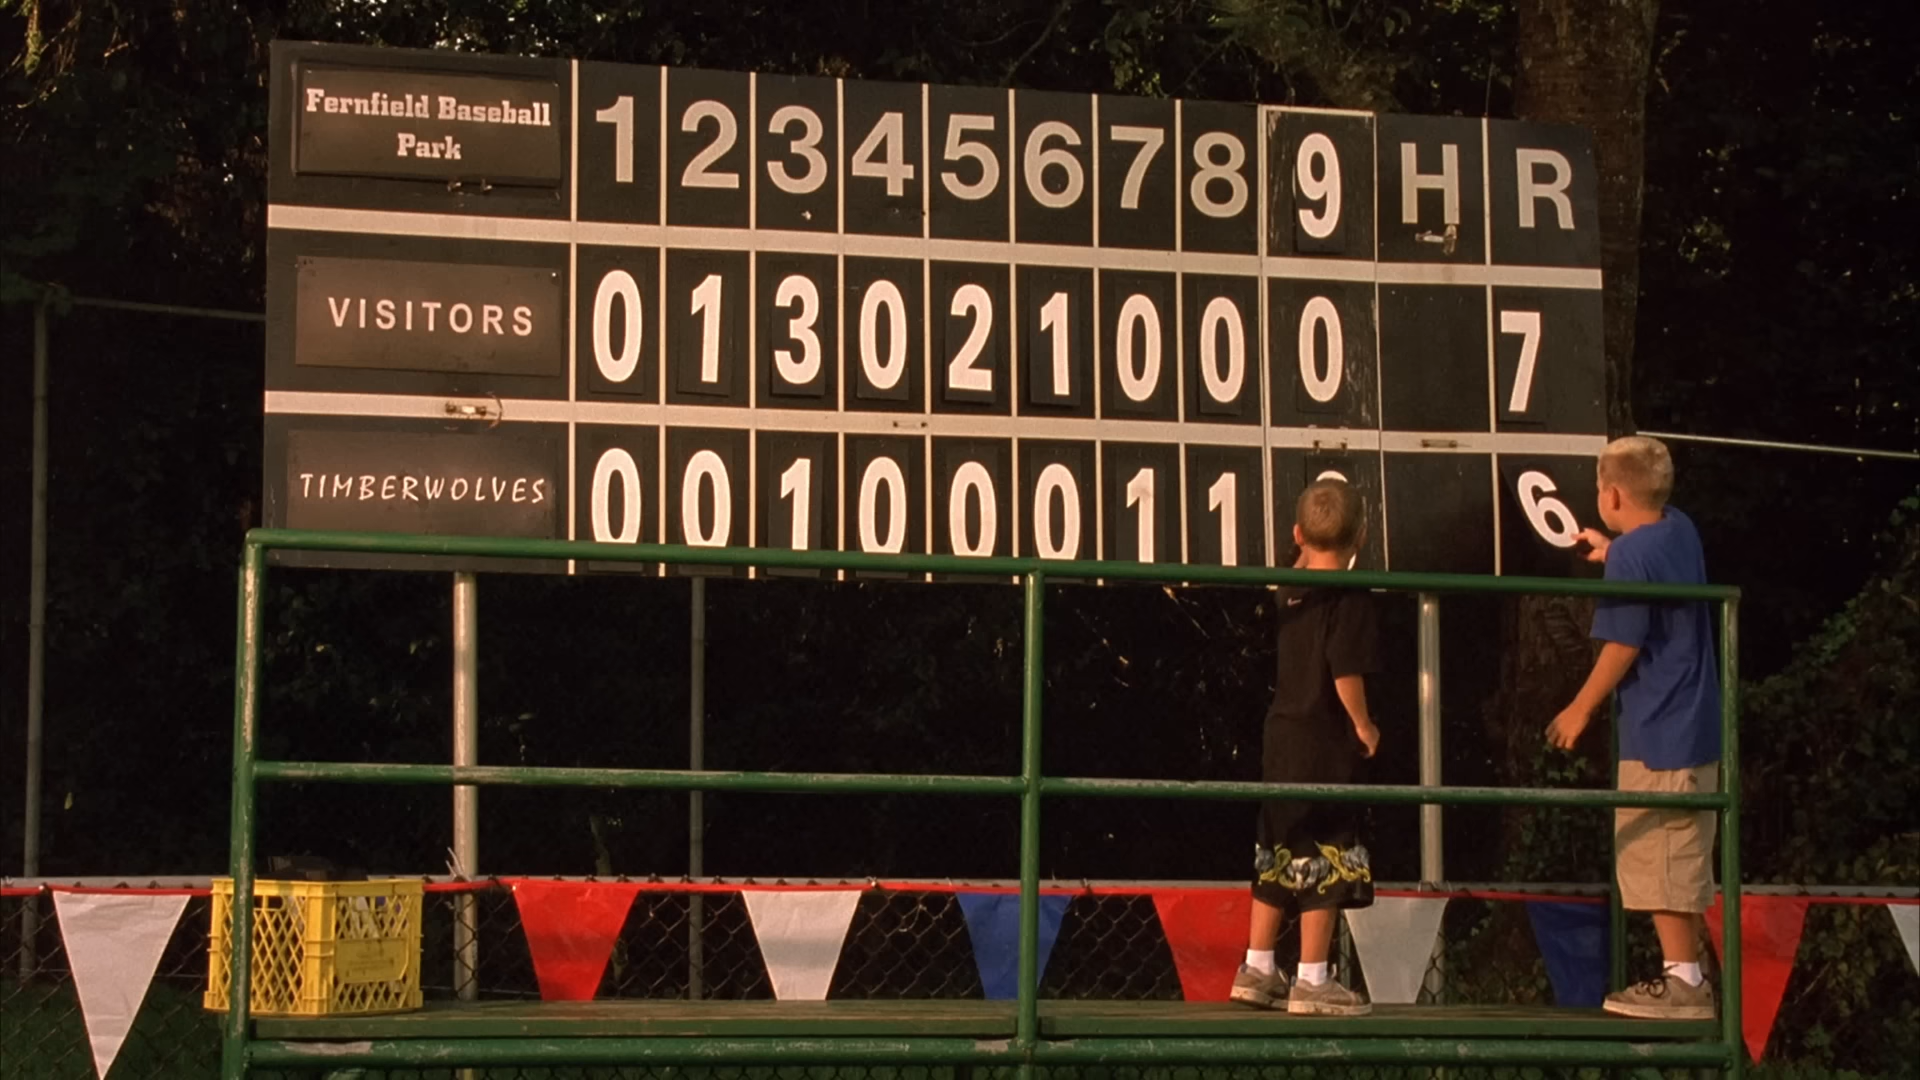 Fernfield Baseball
Park
1 2 3 4 5 6 7 8 9 H R
VISITORS 0 1 3 0 2 1 0 0 0 7
TIMBERWOLVES 0 0 1 0 0 0 1 1 6